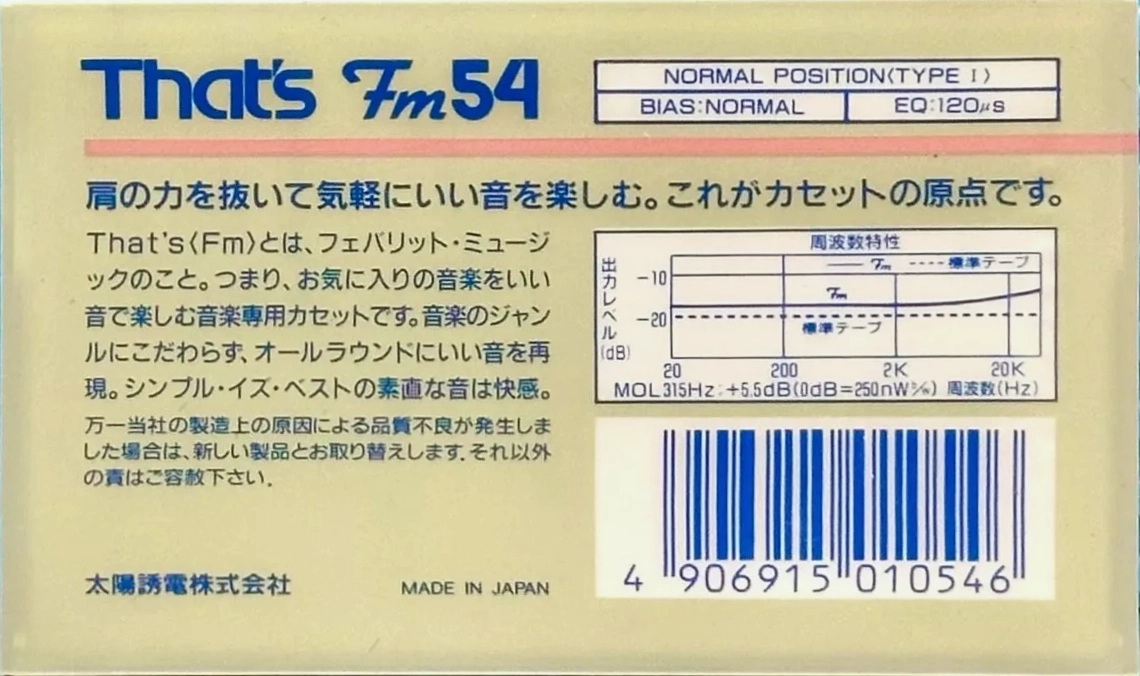 That's Fm54
NORMAL POSITION〈TYPE I〉
BIAS:NORMAL
EQ:120μs
肩の力を抜いて気軽にいい音を楽しむ。これがカセットの原点です。
That's〈Fm〉とは、フェバリット・ミュージ
ックのこと。つまり、お気に入りの音楽をいい
音で楽しむ音楽専用カセットです。音楽のジャン
ルにこだわらず、オールラウンドにいい音を再
現。シンプル・イズ・ベストの素直な音は快感。
万一当社の製造上の原因による品質不良が発生しま
した場合は、新しい製品とお取り替えします。それ以外
の責はご容赦下さい。
太陽誘電株式会社
MADE IN JAPAN
周波数特性
出力レベル(dB)
Fm 標準テープ
-10
Fm
-20
標準テープ
20 200 2K 20K
MOL315Hz:+5.5dB(0dB=250nWb/m) 周波数(Hz)
4 906915 010546